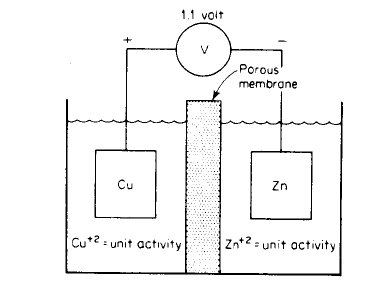 1.1 volt
+
V
−
Porous
membrane
Cu
Zn
Cu+2 = unit activity
Zn+2 = unit activity